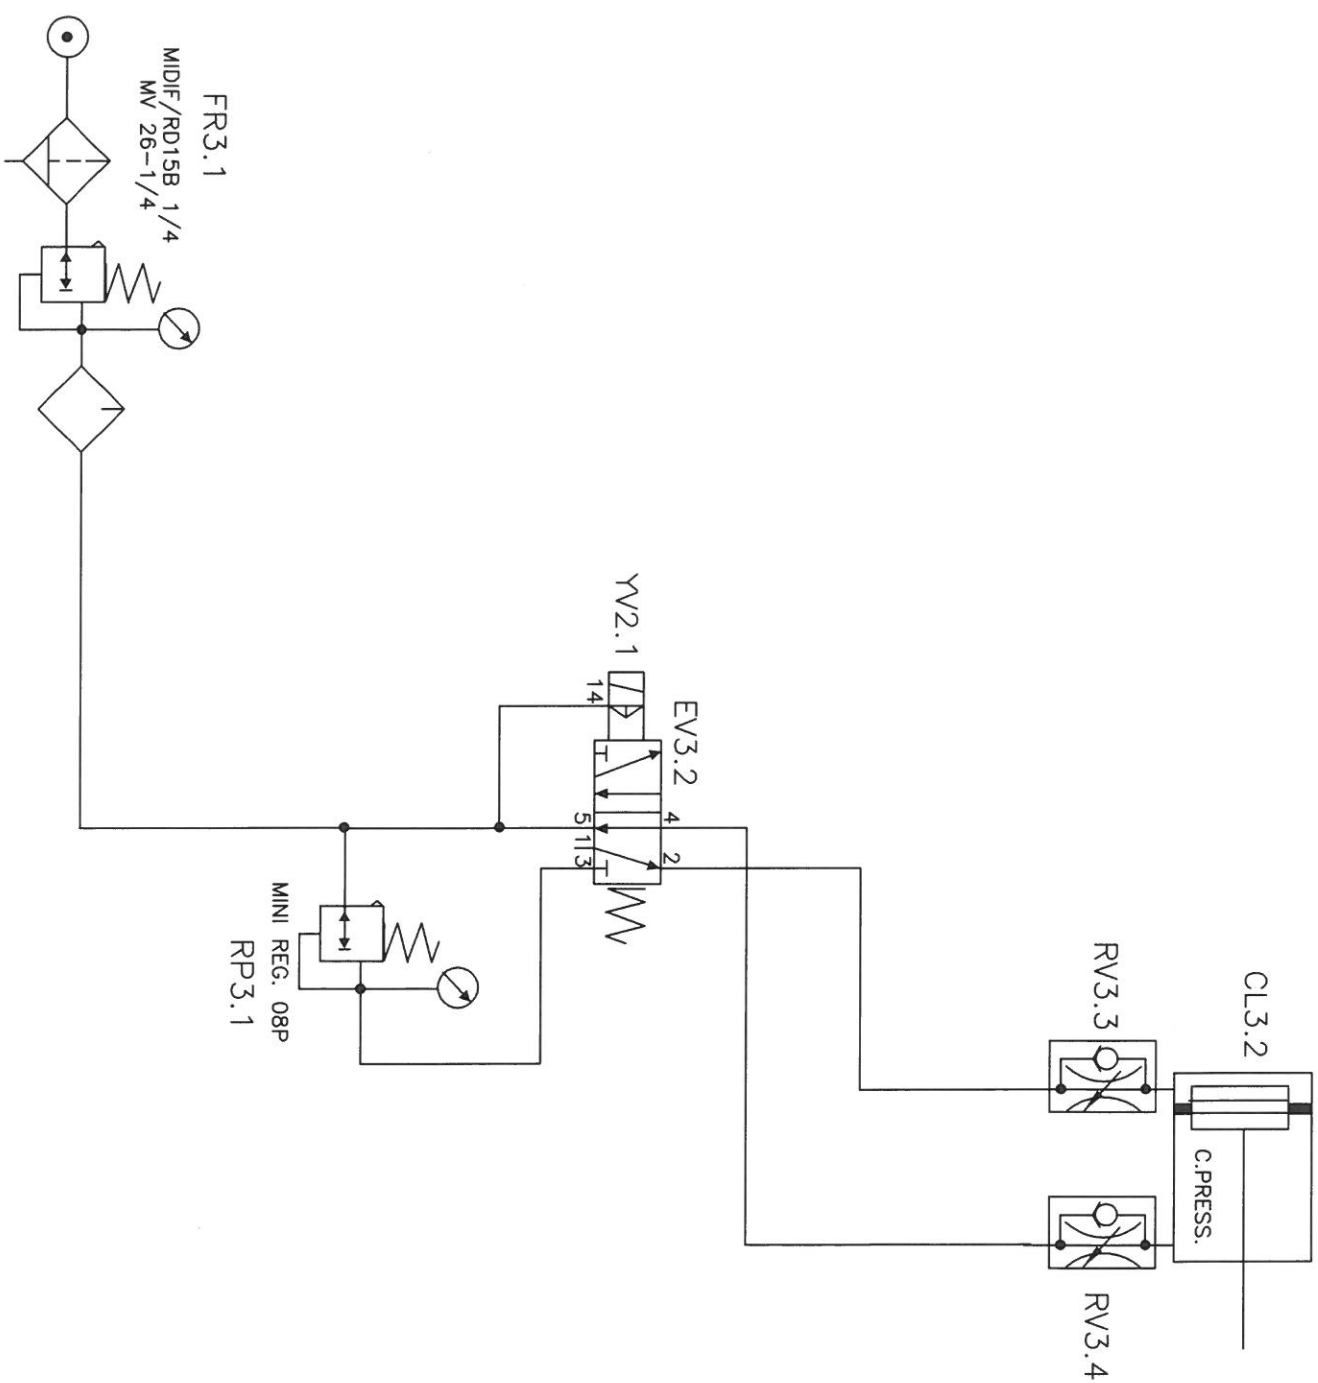 FR3.1
MIDIF/RD15B 1/4
MV 26-1/4
YV2.1
14
EV3.2
5
1
3
4
2
MINI REG. 08P
RP3.1
RV3.3
CL3.2
C.PRESS.
RV3.4